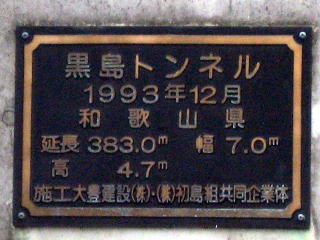 黒島トンネル
1993年12月
和歌山県
延長 383.0m 幅 7.0m
高 4.7m
施工大豊建設(株)・(株)初島組共同企業体